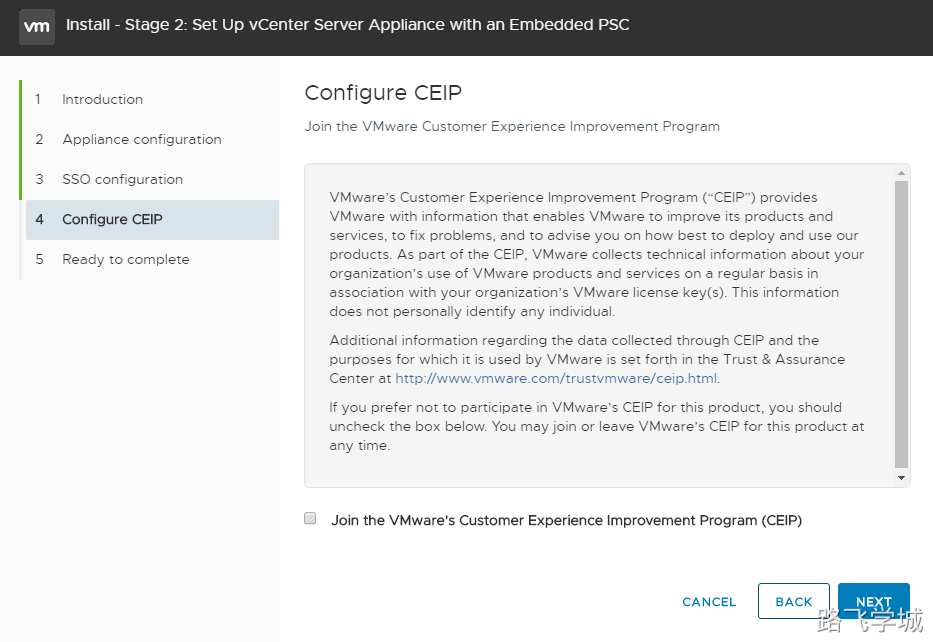 vm Install - Stage 2: Set Up vCenter Server Appliance with an Embedded PSC
1 Introduction
2 Appliance configuration
3 SSO configuration
4 Configure CEIP
5 Ready to complete
Configure CEIP
Join the VMware Customer Experience Improvement Program
VMware's Customer Experience Improvement Program (“CEIP”) provides
VMware with information that enables VMware to improve its products and
services, to fix problems, and to advise you on how best to deploy and use our
products. As part of the CEIP, VMware collects technical information about your
organization's use of VMware products and services on a regular basis in
association with your organization's VMware license key(s). This information
does not personally identify any individual.
Additional information regarding the data collected through CEIP and the
purposes for which it is used by VMware is set forth in the Trust & Assurance
Center at http://www.vmware.com/trustvmware/ceip.html.
If you prefer not to participate in VMware's CEIP for this product, you should
uncheck the box below. You may join or leave VMware's CEIP for this product at
any time.
Join the VMware's Customer Experience Improvement Program (CEIP)
CANCEL BACK NEXT
路飞学城